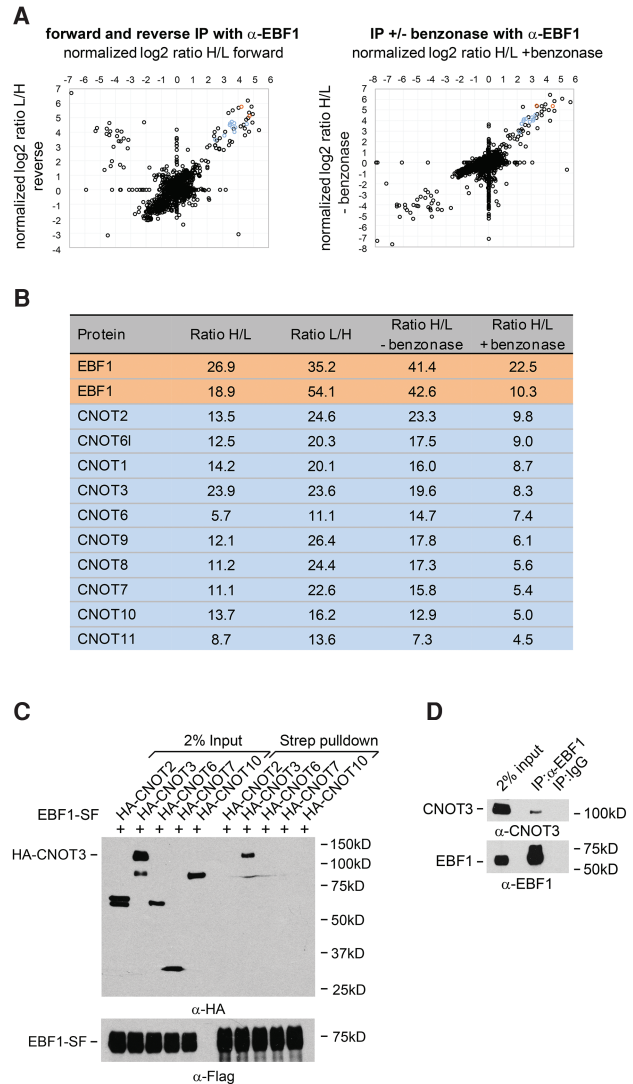 A
forward and reverse IP with α-EBF1
normalized log2 ratio H/L forward
-7 -6 -5 -4 -3 -2 -1 0 1 2 3 4 5 6
normalized log2 ratio L/H
reverse
7
6
5
4
3
2
1
0
-1
-2
-3
-4
IP +/- benzonase with α-EBF1
normalized log2 ratio H/L +benzonase
-8 -7 -6 -5 -4 -3 -2 -1 0 1 2 3 4 5 6
normalized log2 ratio H/L
- benzonase
7
6
5
4
3
2
1
0
-1
-2
-3
-4
-5
-6
-7
-8
B
Protein Ratio H/L Ratio L/H Ratio H/L - benzonase Ratio H/L + benzonase
EBF1 26.9 35.2 41.4 22.5
EBF1 18.9 54.1 42.6 10.3
CNOT2 13.5 24.6 23.3 9.8
CNOT6l 12.5 20.3 17.5 9.0
CNOT1 14.2 20.1 16.0 8.7
CNOT3 23.9 23.6 19.6 8.3
CNOT6 5.7 11.1 14.7 7.4
CNOT9 12.1 26.4 17.8 6.1
CNOT8 11.2 24.4 17.3 5.6
CNOT7 11.1 22.6 15.8 5.4
CNOT10 13.7 16.2 12.9 5.0
CNOT11 8.7 13.6 7.3 4.5
C
2% Input Strep pulldown
HA-CNOT2 HA-CNOT3 HA-CNOT6 HA-CNOT7 HA-CNOT10 HA-CNOT2 HA-CNOT3 HA-CNOT6 HA-CNOT7 HA-CNOT10
EBF1-SF + + + + + + + + + +
HA-CNOT3 –
– 150kD
– 100kD
– 75kD
– 50kD
– 37kD
– 25kD
α-HA
EBF1-SF – – 75kD
α-Flag
D
2% input IP:α-EBF1 IP:IgG
CNOT3 – – 100kD
α-CNOT3
EBF1 – – 75kD
– 50kD
α-EBF1